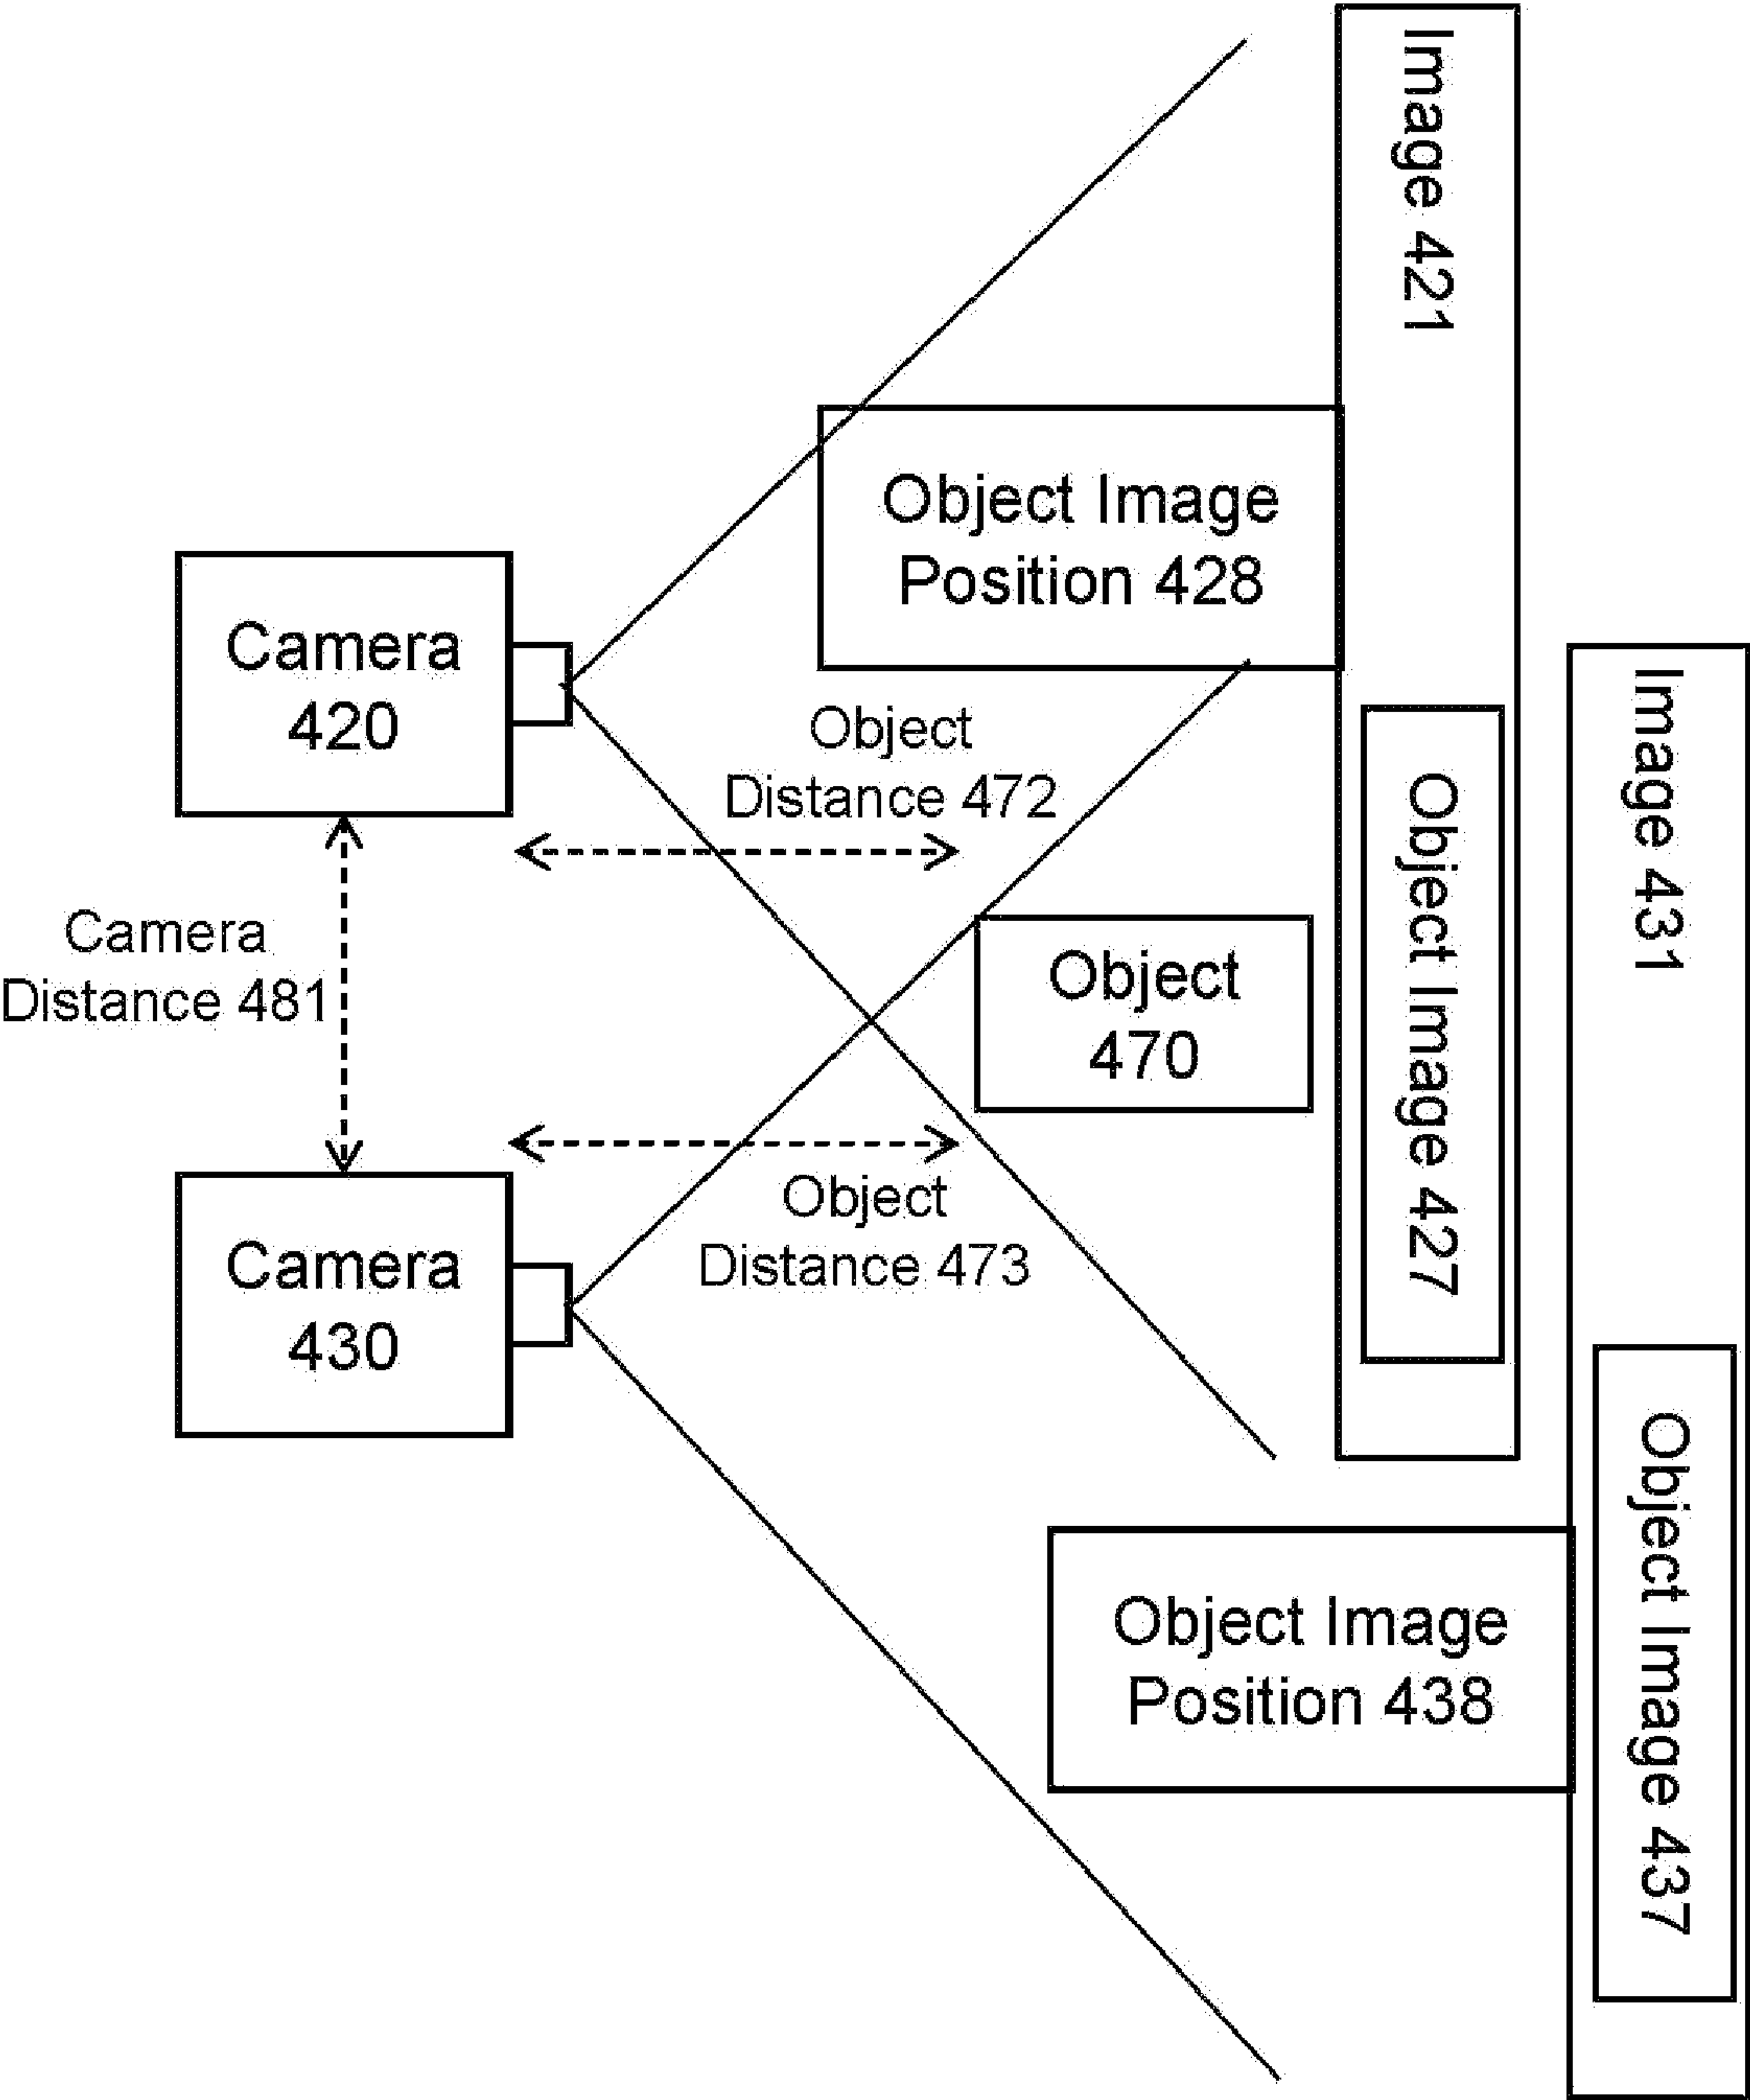 Image 421
Object Image
Position 428
Camera
420
Object
Distance 472
Image 431
Object Image 427
Camera
Distance 481
Object
470
Object
Distance 473
Camera
430
Object Image 437
Object Image
Position 438